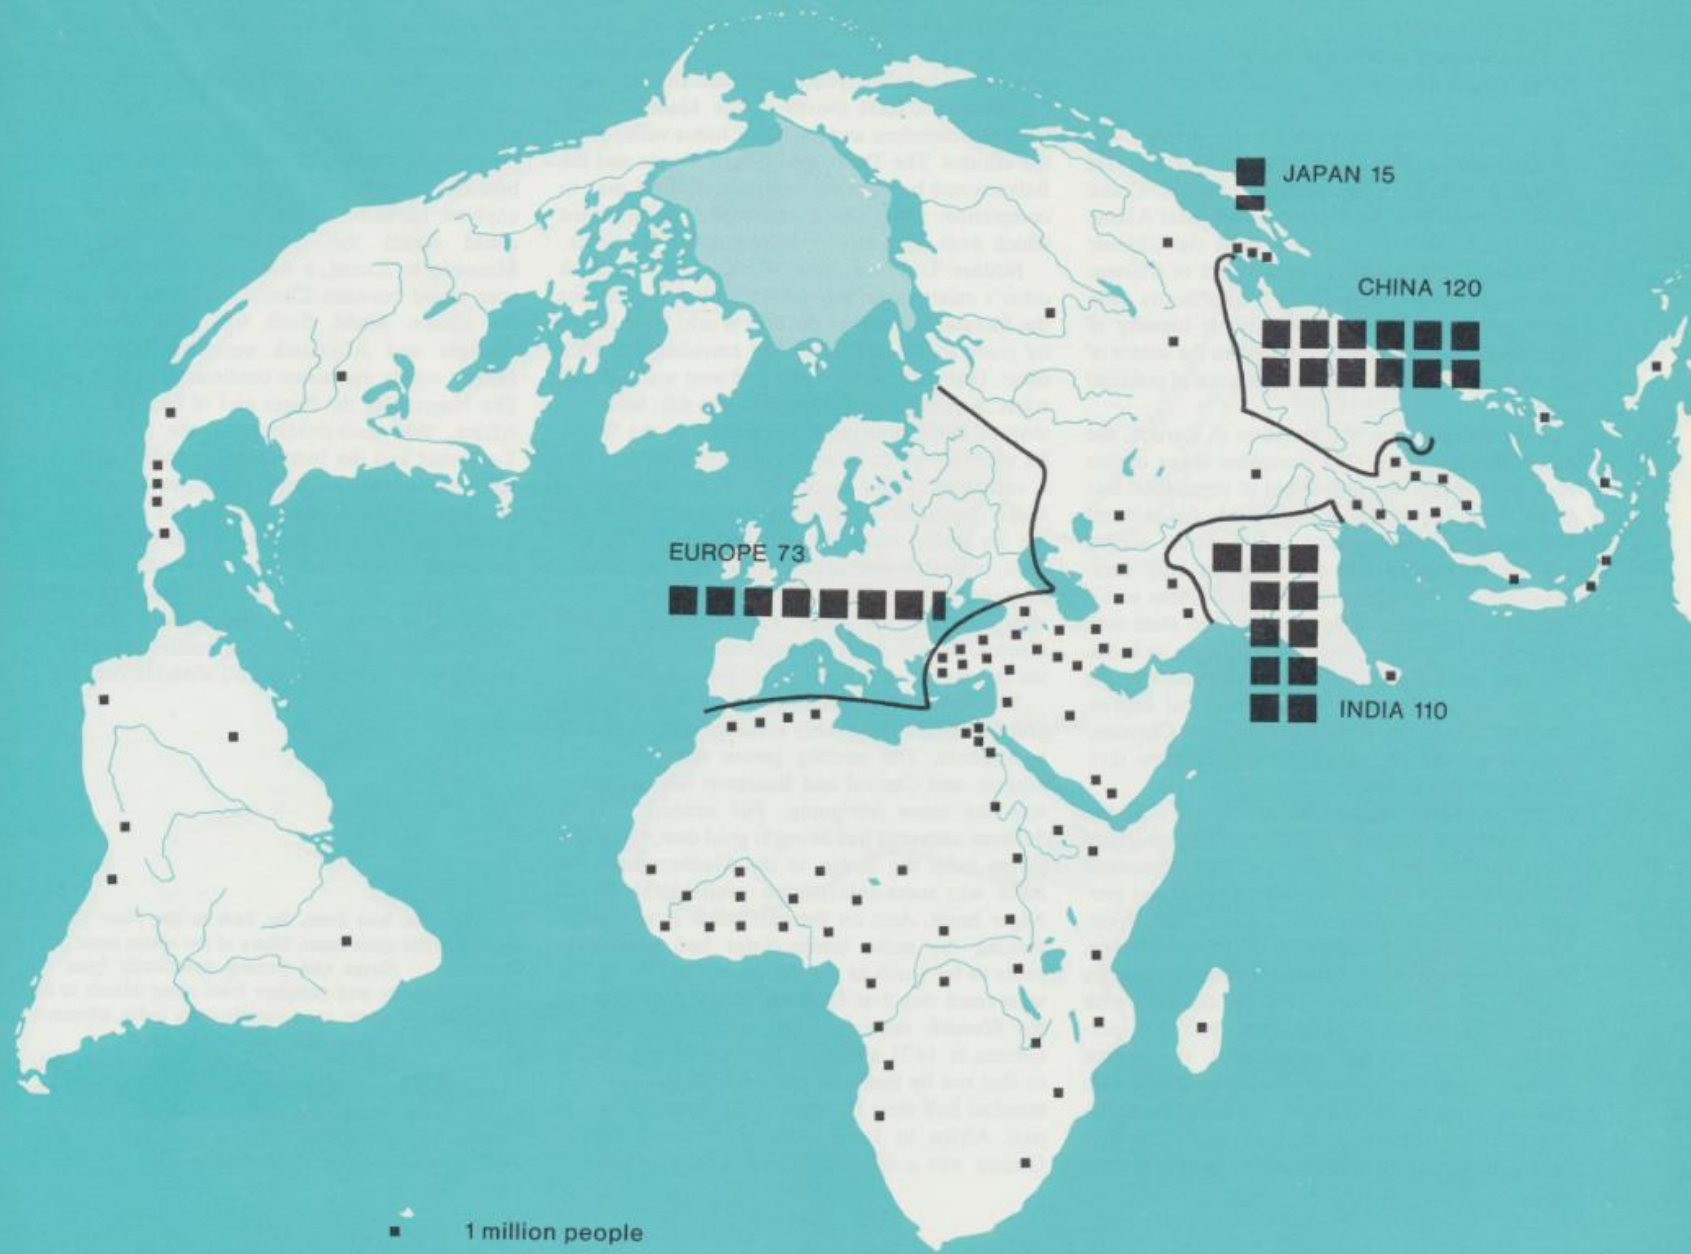 JAPAN 15
CHINA 120
EUROPE 73
INDIA 110
1 million people